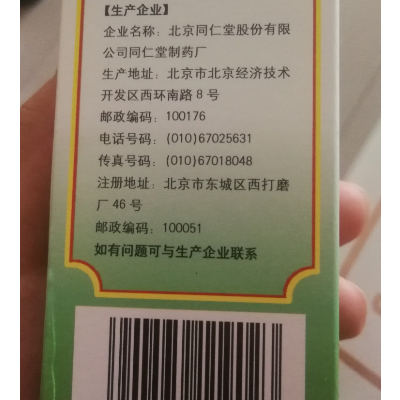 【生产企业】
企业名称：北京同仁堂股份有限
公司同仁堂制药厂
生产地址：北京市北京经济技术
开发区西环南路8号
邮政编码：100176
电话号码：(010)67025631
传真号码：(010)67018048
注册地址：北京市东城区西打磨
厂46号
邮政编码：100051
如有问题可与生产企业联系